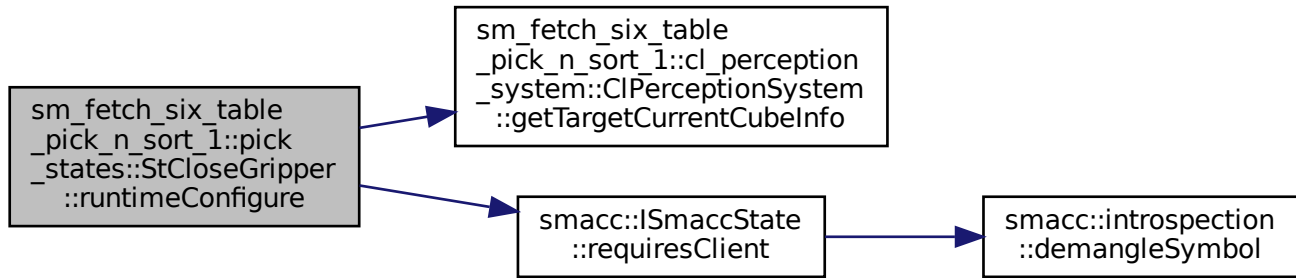 sm_fetch_six_table
_pick_n_sort_1::pick
_states::StCloseGripper
::runtimeConfigure
sm_fetch_six_table
_pick_n_sort_1::cl_perception
_system::ClPerceptionSystem
::getTargetCurrentCubeInfo
smacc::ISmaccState
::requiresClient
smacc::introspection
::demangleSymbol